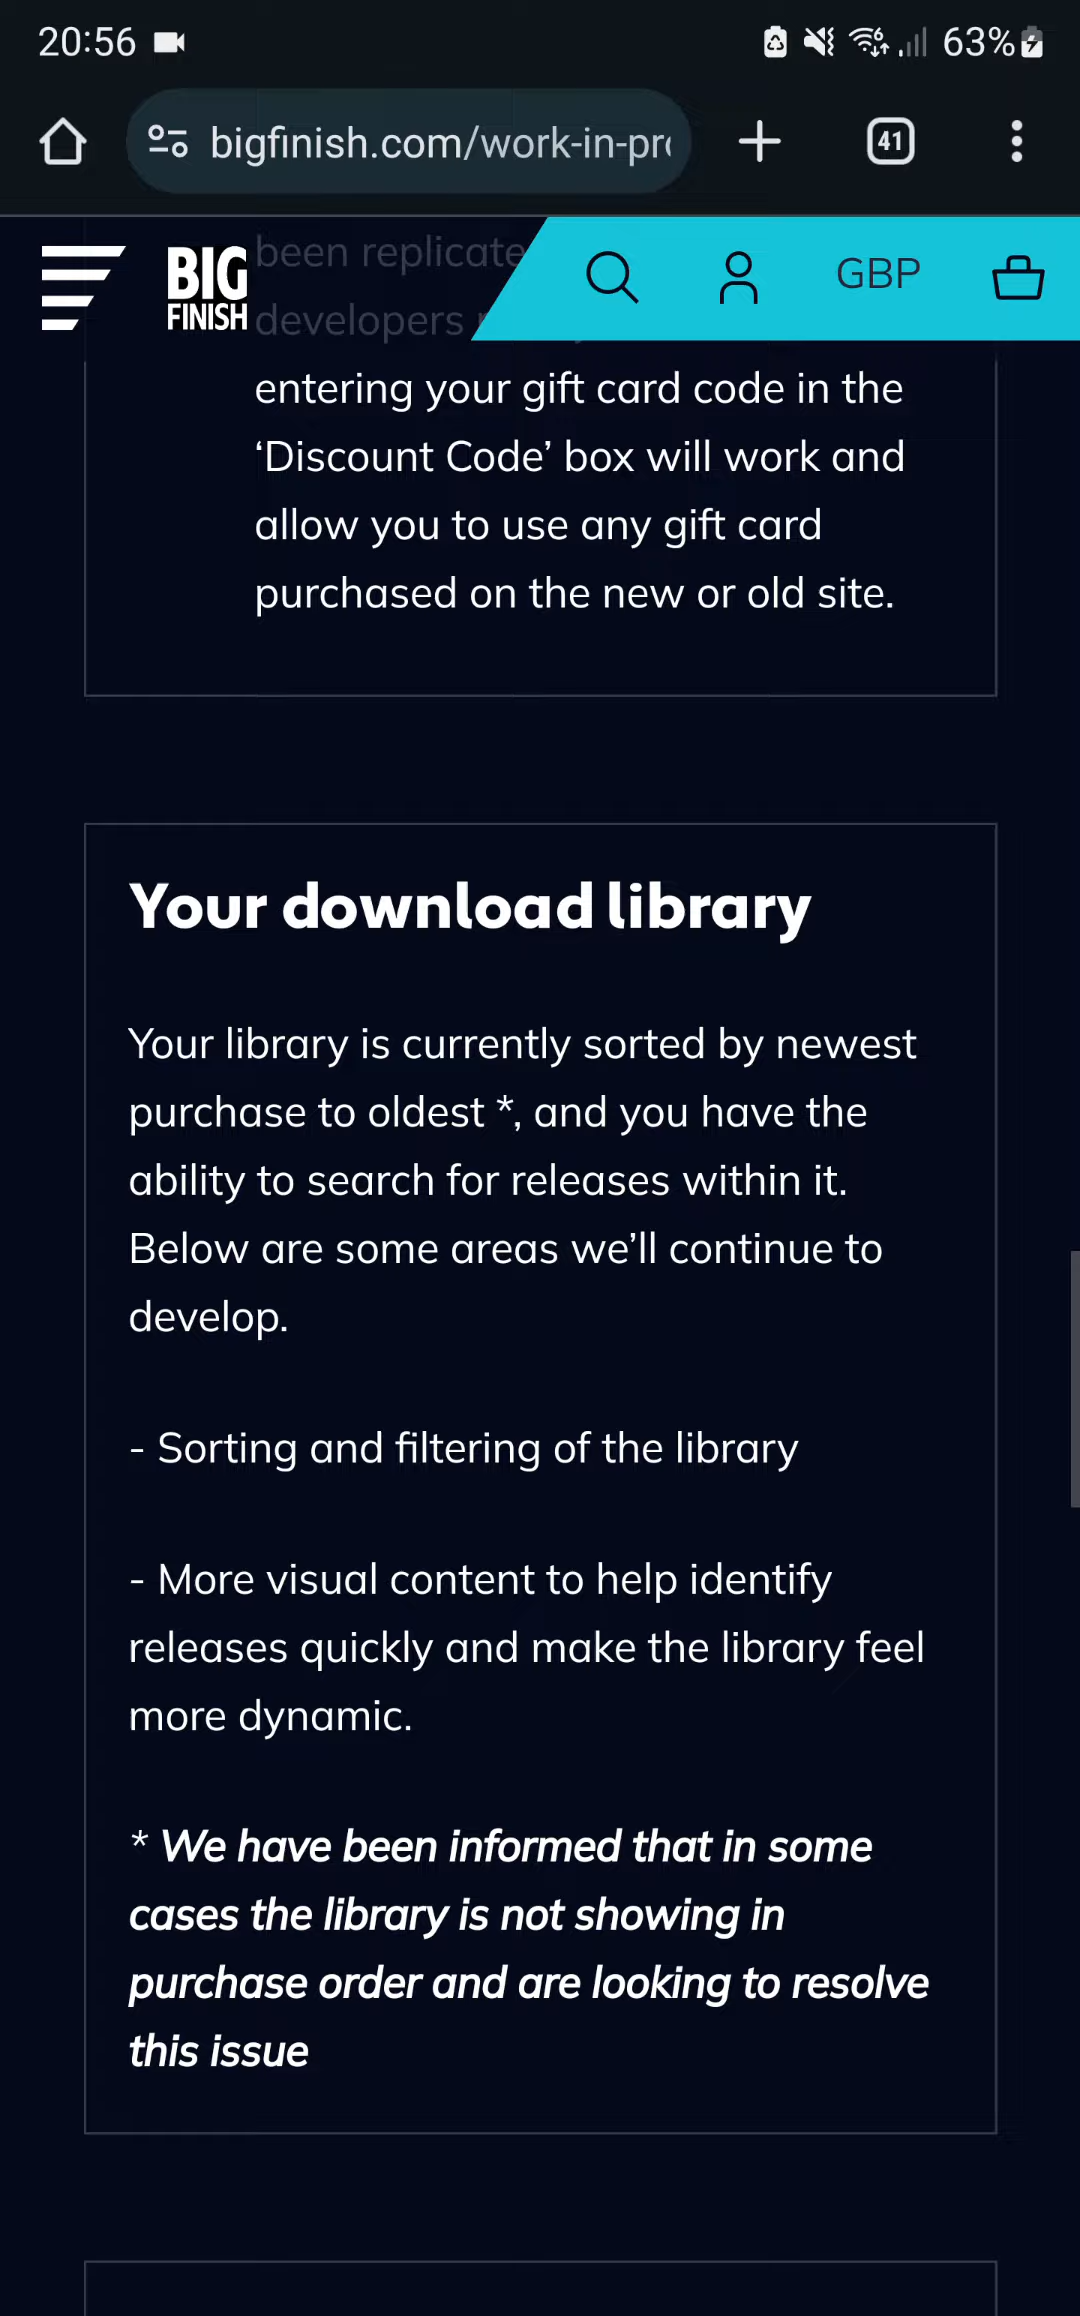 20:56
63%
bigfinish.com/work-in-pr
41
BIG
FINISH
GBP
been replicate
developers
entering your gift card code in the
‘Discount Code’ box will work and
allow you to use any gift card
purchased on the new or old site.
Your download library
Your library is currently sorted by newest
purchase to oldest *, and you have the
ability to search for releases within it.
Below are some areas we’ll continue to
develop.
- Sorting and filtering of the library
- More visual content to help identify
releases quickly and make the library feel
more dynamic.
* We have been informed that in some
cases the library is not showing in
purchase order and are looking to resolve
this issue